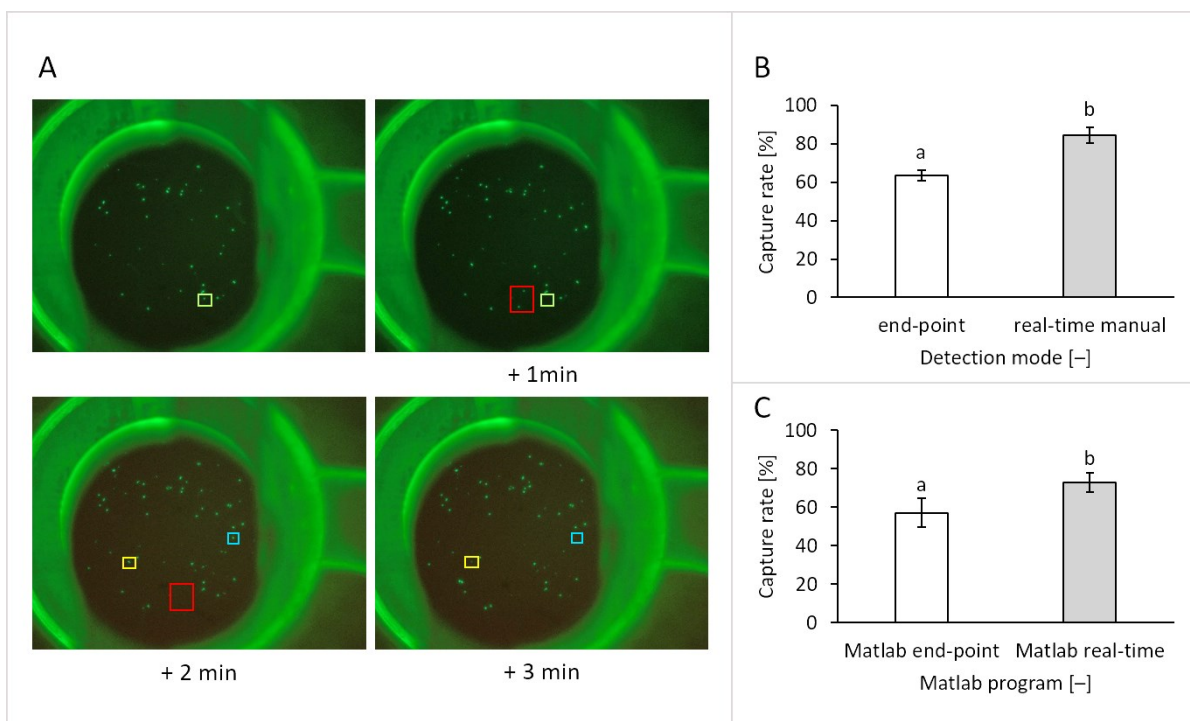 A
+ 1min
+ 2 min
+ 3 min
B
Capture rate [%]
100
80
60
40
20
0
a
b
end-point
real-time manual
Detection mode [–]
C
Capture rate [%]
100
80
60
40
20
0
a
b
Matlab end-point
Matlab real-time
Matlab program [–]